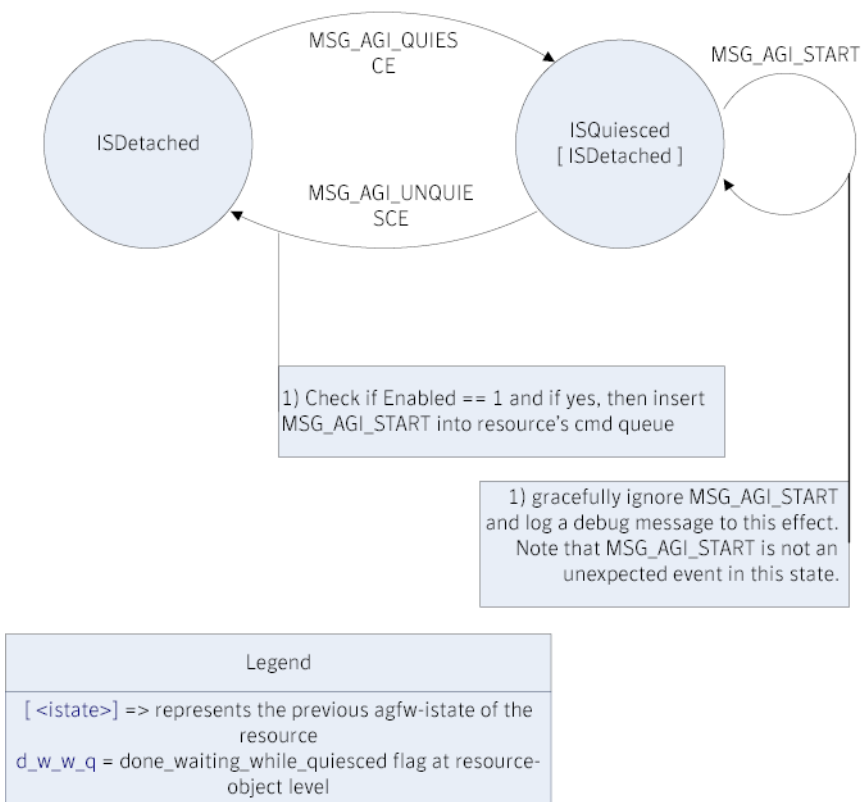 MSG_AGI_QUIES
CE
MSG_AGI_START
ISDetached
ISQuiesced
[ ISDetached ]
MSG_AGI_UNQUIE
SCE
1) Check if Enabled == 1 and if yes, then insert
MSG_AGI_START into resource's cmd queue
1) gracefully ignore MSG_AGI_START
and log a debug message to this effect.
Note that MSG_AGI_START is not an
unexpected event in this state.
Legend
[ <istate>] => represents the previous agfw-istate of the
resource
d_w_w_q = done_waiting_while_quiesced flag at resource-
object level